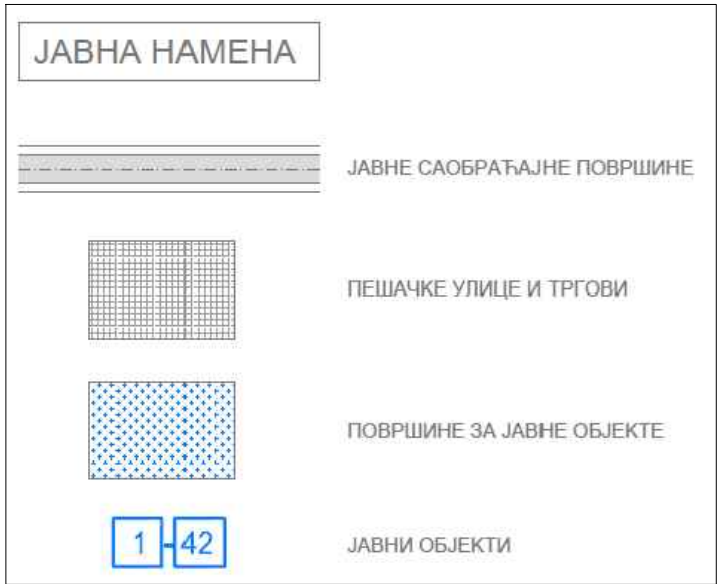 ЈАВНА НАМЕНА
ЈАВНЕ САОБРАЋАЈНЕ ПОВРШИНЕ
ПЕШАЧКЕ УЛИЦЕ И ТРГОВИ
ПОВРШИНЕ ЗА ЈАВНЕ ОБЈЕКТЕ
1-42 ЈАВНИ ОБЈЕКТИ